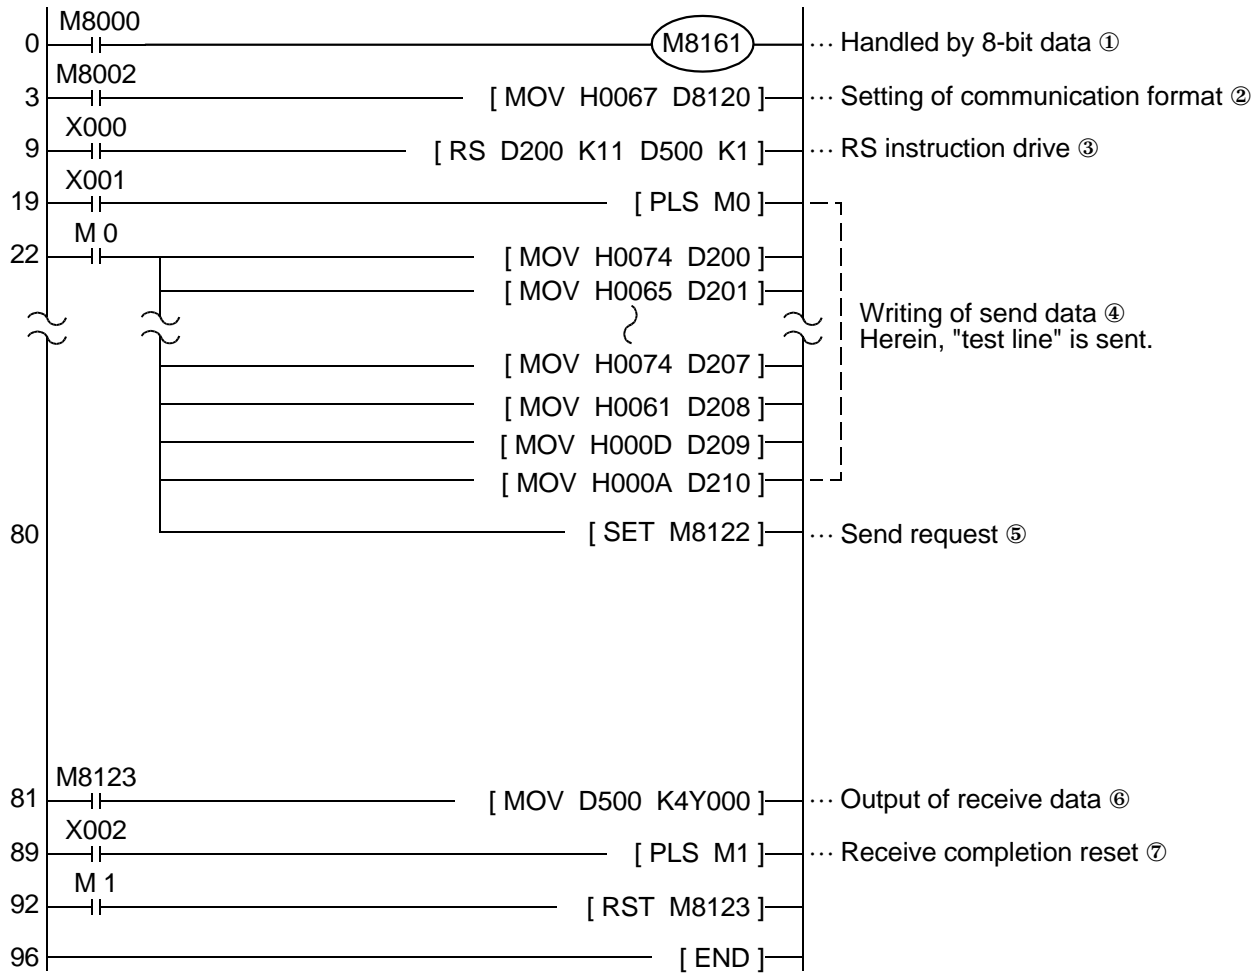 M8000
0 M8161 ··· Handled by 8-bit data ①
M8002
3 [ MOV H0067 D8120 ] ··· Setting of communication format ②
X000
9 [ RS D200 K11 D500 K1 ] ··· RS instruction drive ③
X001
19 [ PLS M0 ]
M 0
22 [ MOV H0074 D200 ]
[ MOV H0065 D201 ]
Writing of send data ④
Herein, "test line" is sent.
[ MOV H0074 D207 ]
[ MOV H0061 D208 ]
[ MOV H000D D209 ]
[ MOV H000A D210 ]
80 [ SET M8122 ] ··· Send request ⑤
M8123
81 [ MOV D500 K4Y000 ] ··· Output of receive data ⑥
X002
89 [ PLS M1 ] ··· Receive completion reset ⑦
M 1
92 [ RST M8123 ]
96 [ END ]